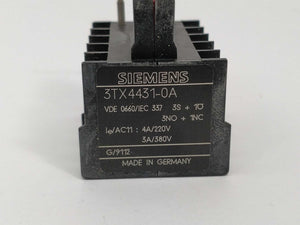 SIEMENS
3TX4431-0A
VDE 0660/IEC 337 3S + 1Ö
3NO + 1NC
Ie/AC11 : 4A/220V
3A/380V
G/9112
MADE IN GERMANY